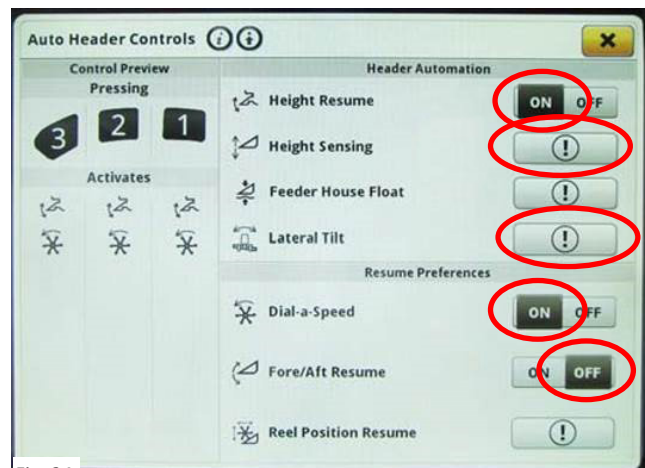 Auto Header Controls
Control Preview
Pressing
3 2 1
Activates
Header Automation
Height Resume ON OFF
Height Sensing
Feeder House Float
Lateral Tilt
Resume Preferences
Dial-a-Speed ON OFF
Fore/Aft Resume ON OFF
Reel Position Resume